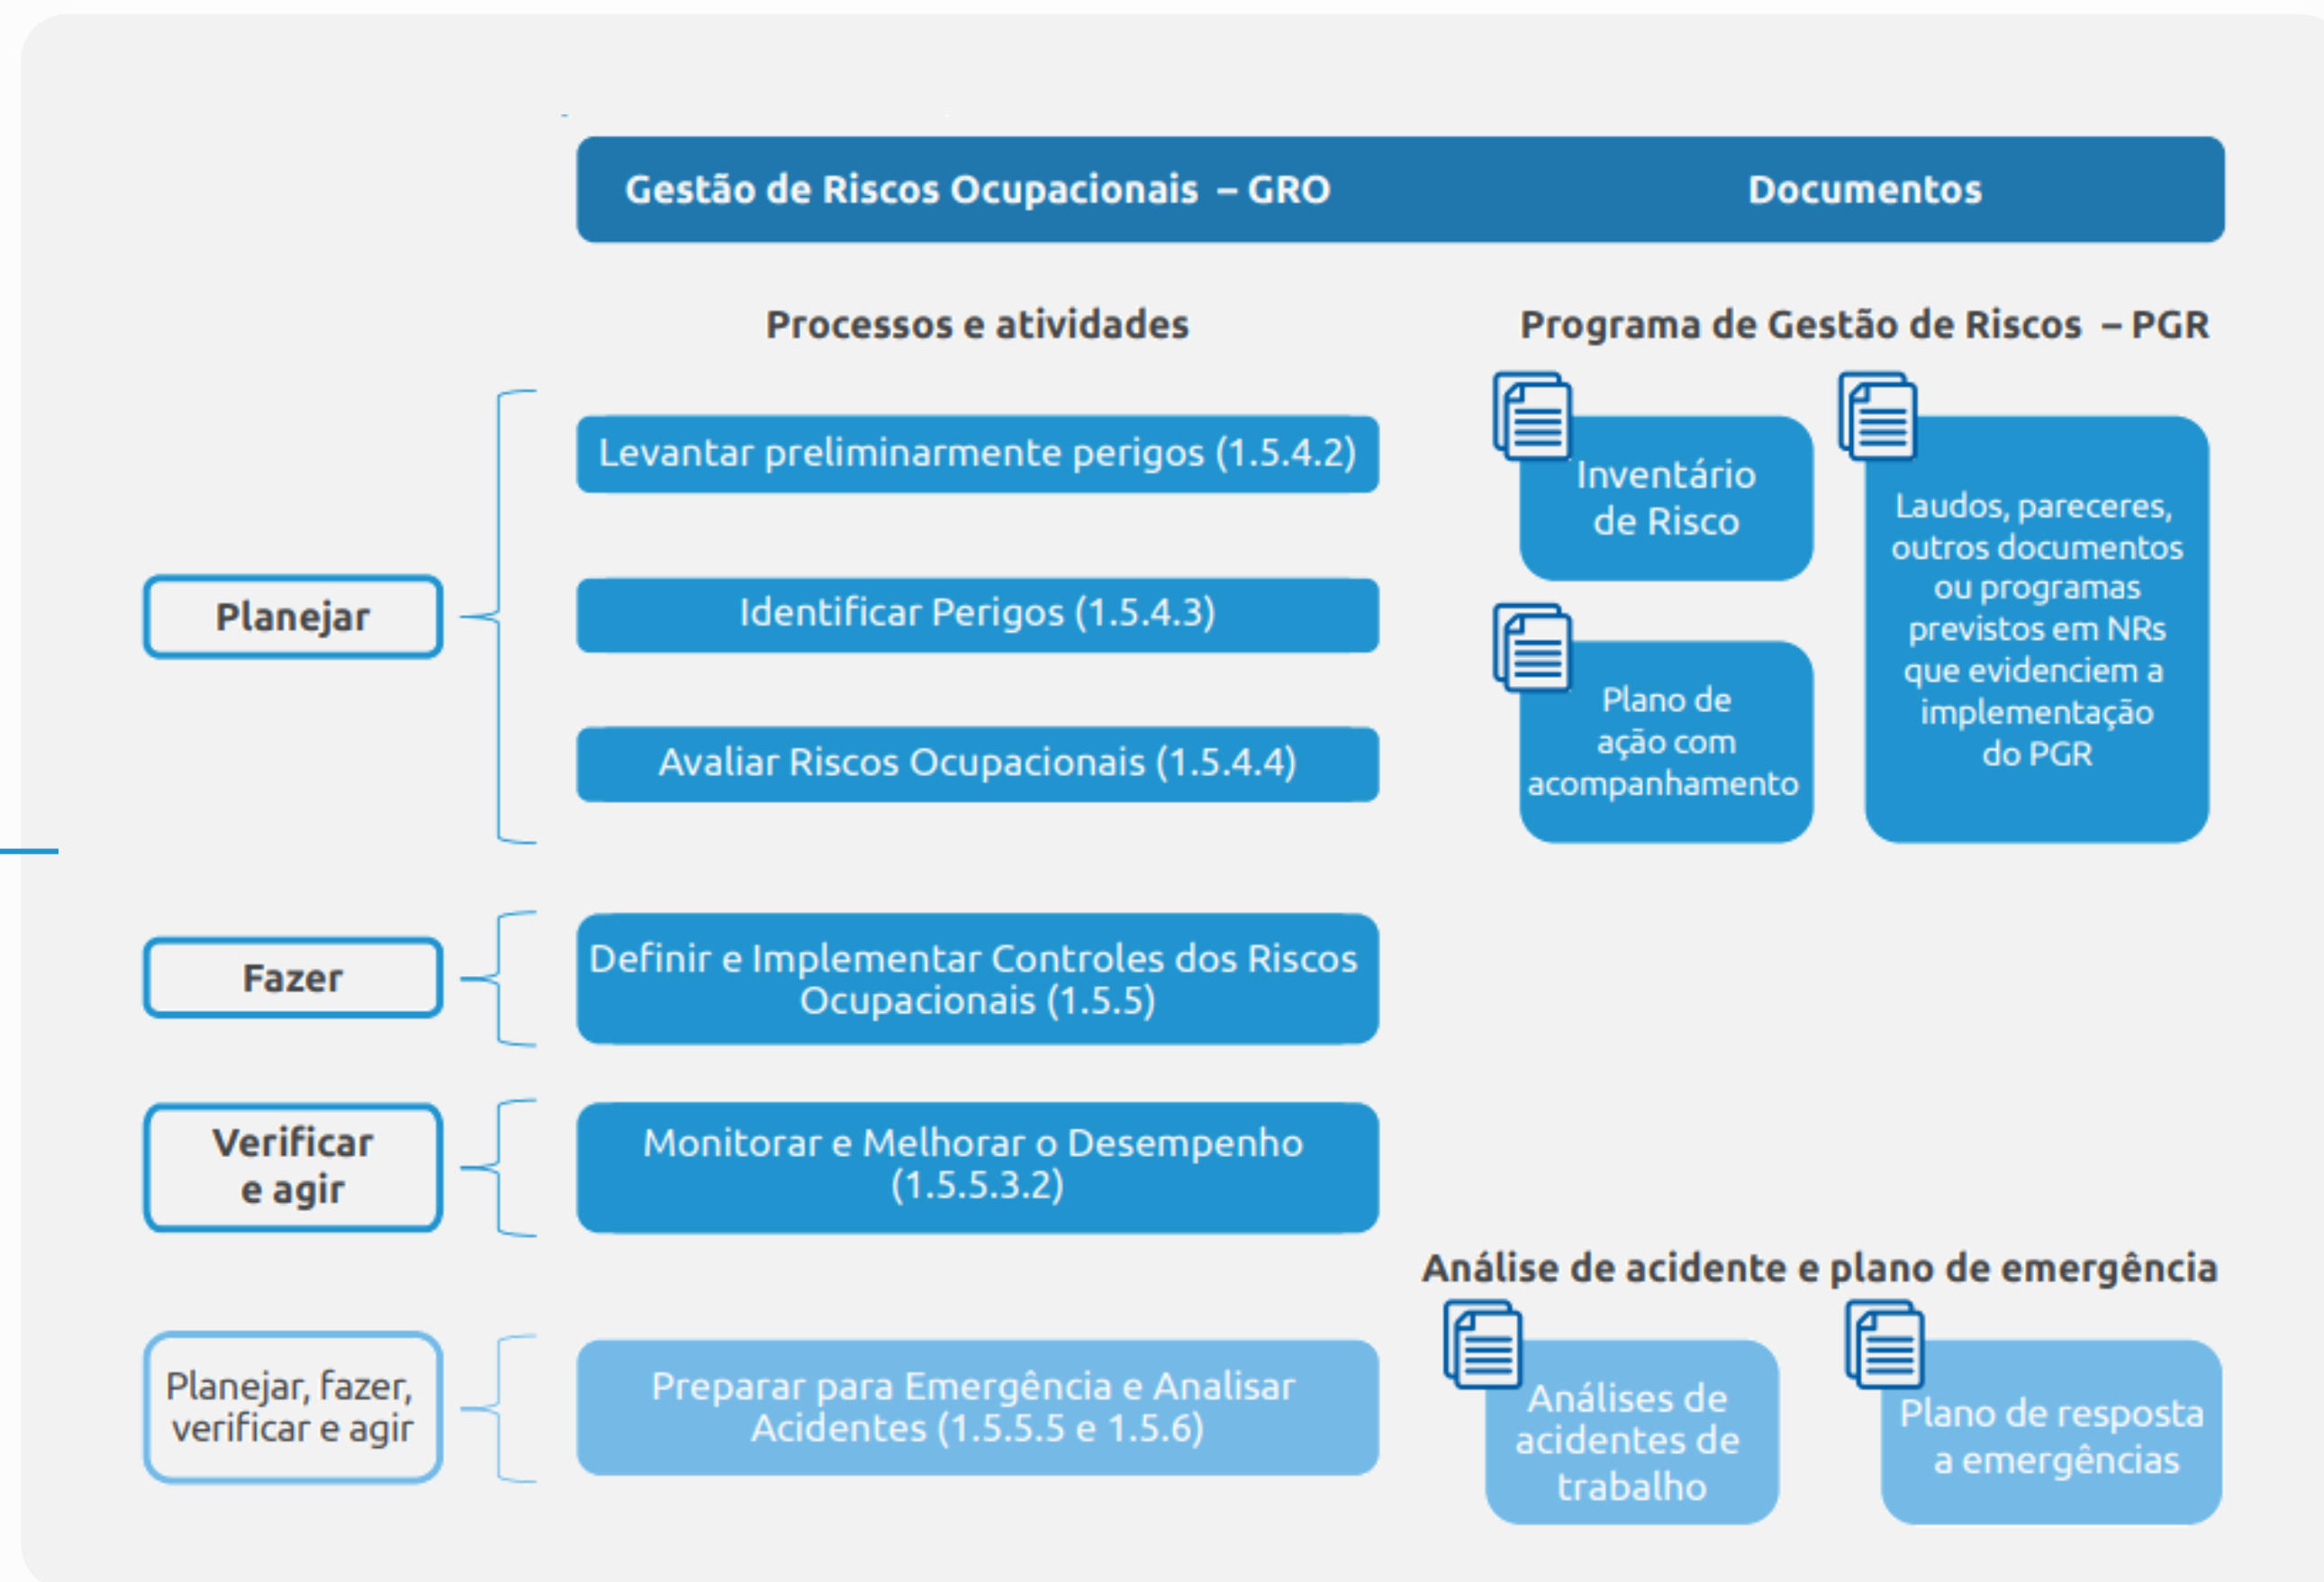 Gestão de Riscos Ocupacionais – GRO
Documentos
Processos e atividades
Programa de Gestão de Riscos – PGR
Planejar
Levantar preliminarmente perigos (1.5.4.2)
Identificar Perigos (1.5.4.3)
Avaliar Riscos Ocupacionais (1.5.4.4)
Inventário
de Risco
Plano de
ação com
acompanhamento
Laudos, pareceres,
outros documentos
ou programas
previstos em NRs
que evidenciem a
implementação
do PGR
Fazer
Definir e Implementar Controles dos Riscos
Ocupacionais (1.5.5)
Verificar
e agir
Monitorar e Melhorar o Desempenho
(1.5.5.3.2)
Análise de acidente e plano de emergência
Planejar, fazer,
verificar e agir
Preparar para Emergência e Analisar
Acidentes (1.5.5.5 e 1.5.6)
Análises de
acidentes de
trabalho
Plano de resposta
a emergências